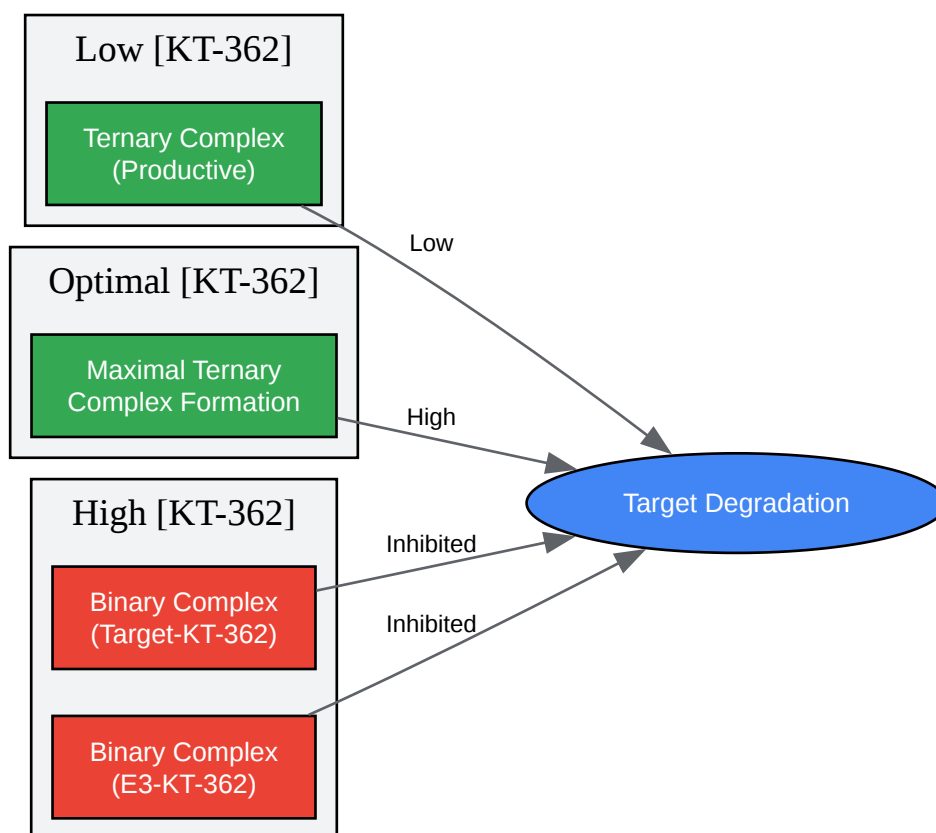 Low [KT-362]
Ternary Complex
(Productive)
Low
Optimal [KT-362]
Maximal Ternary
Complex Formation
High
High [KT-362]
Binary Complex
(Target-KT-362)
Inhibited
Binary Complex
(E3-KT-362)
Inhibited
Target Degradation